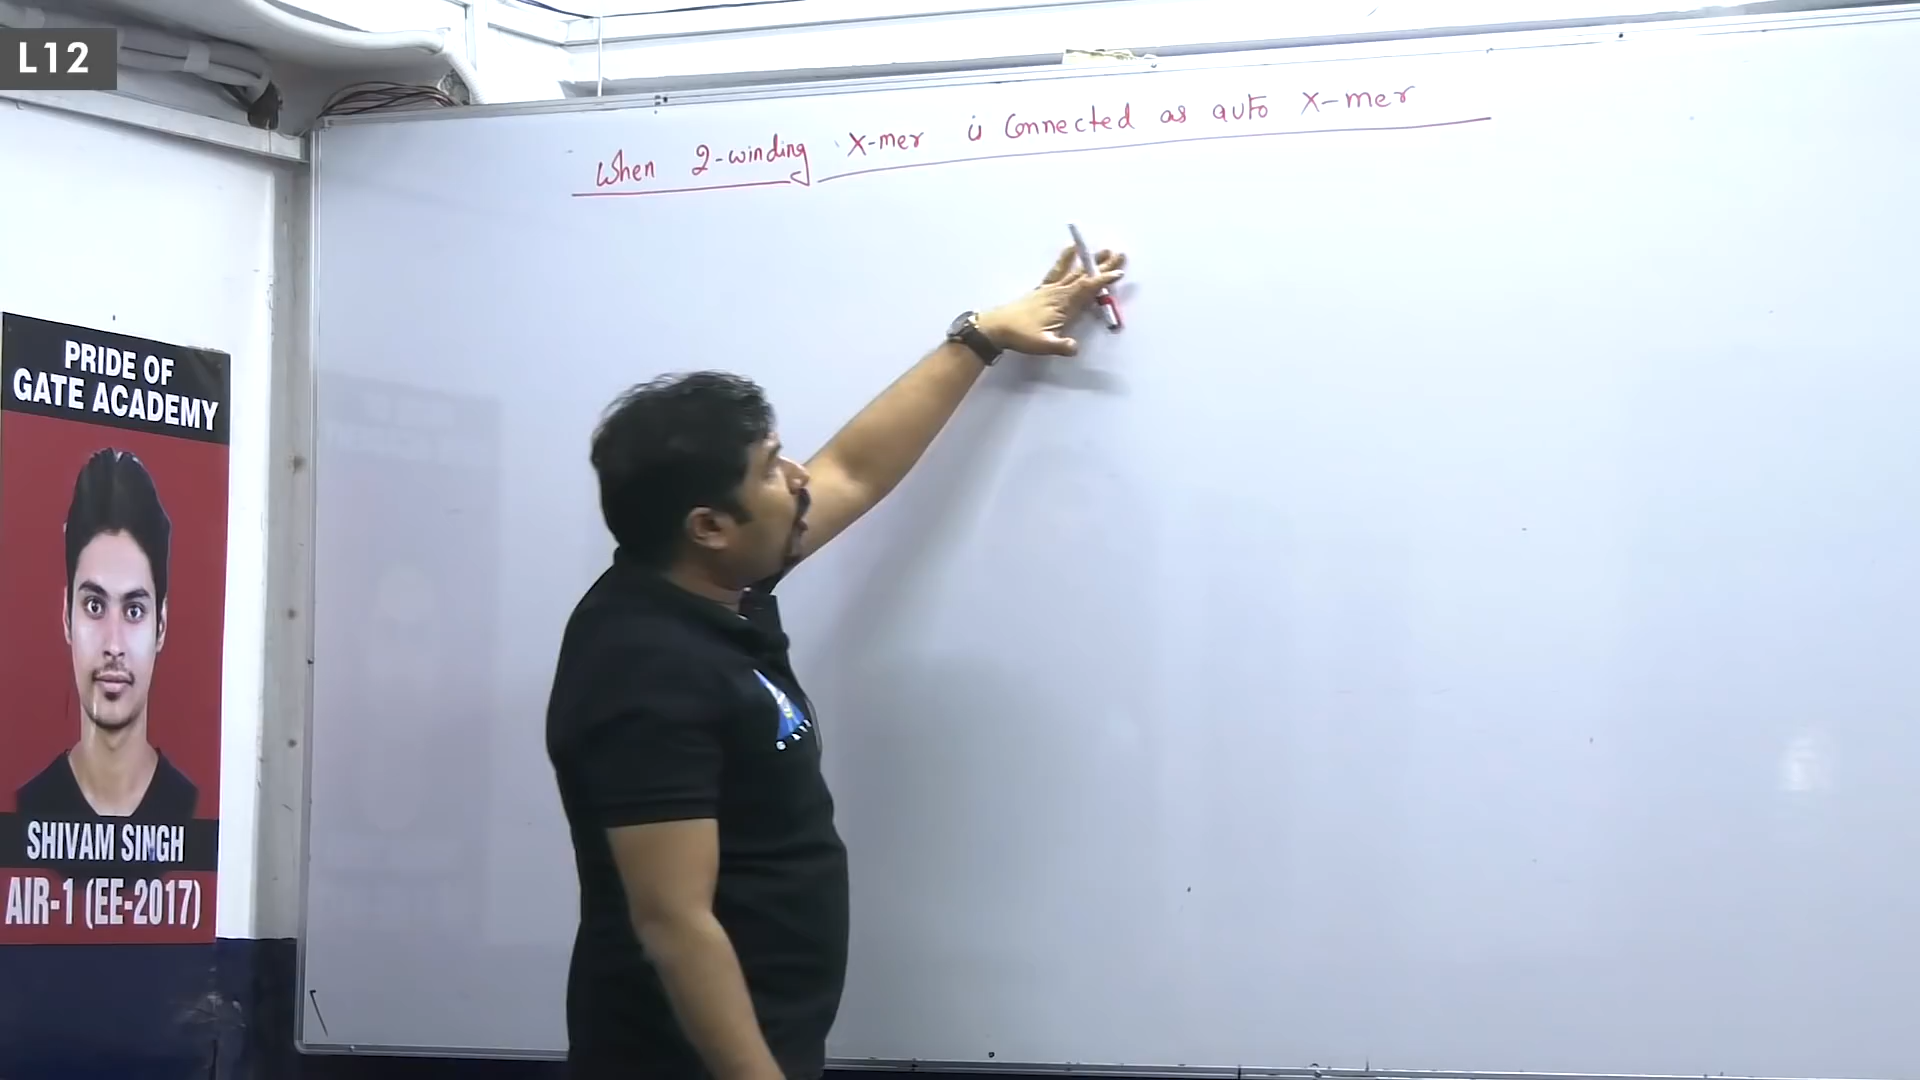 L12
When 2-winding X-mer is Connected as auto X-mer
PRIDE OF
GATE ACADEMY
SHIVAM SINGH
AIR-1 (EE-2017)